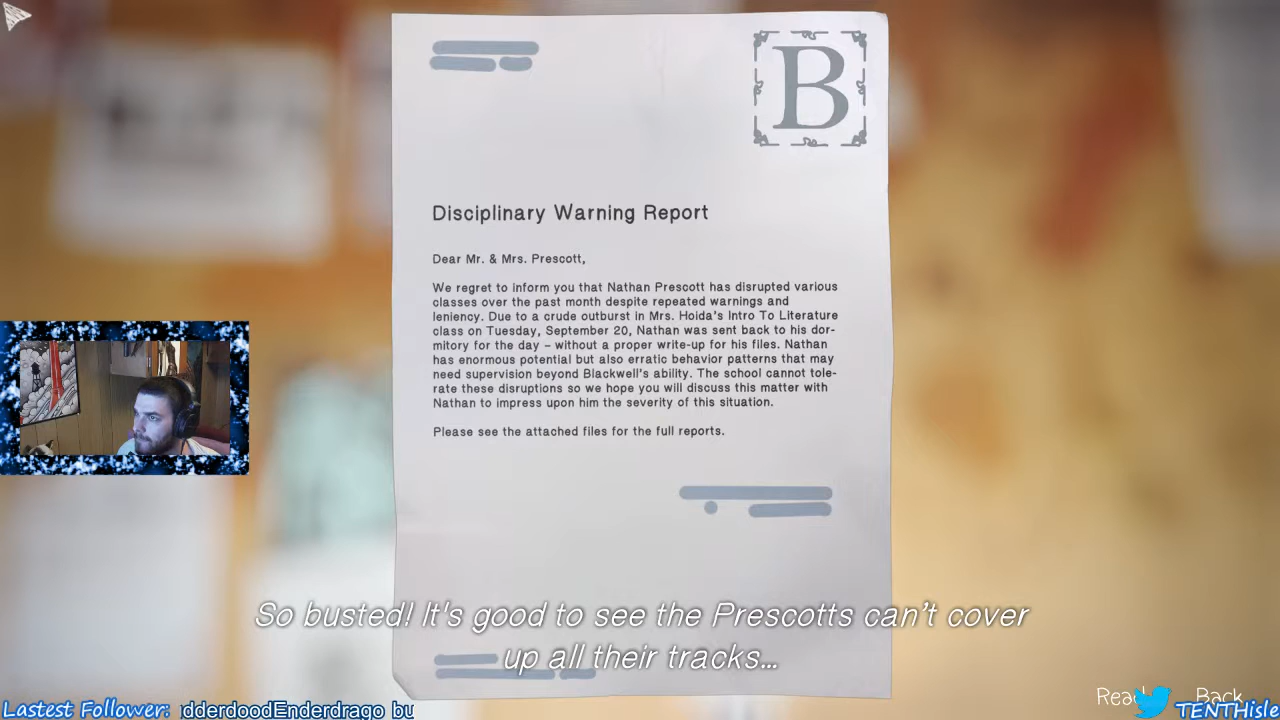 B
Disciplinary Warning Report
Dear Mr. & Mrs. Prescott,
We regret to inform you that Nathan Prescott has disrupted various
classes over the past month despite repeated warnings and
leniency. Due to a crude outburst in Mrs. Hoida's Intro To Literature
class on Tuesday, September 20, Nathan was sent back to his dor-
mitory for the day – without a proper write-up for his files. Nathan
has enormous potential but also erratic behavior patterns that may
need supervision beyond Blackwell's ability. The school cannot tole-
rate these disruptions so we hope you will discuss this matter with
Nathan to impress upon him the severity of this situation.
Please see the attached files for the full reports.
So busted! It's good to see the Prescotts can't cover
up all their tracks...
Back
Lastest Follower: dderdoodEnderdrago bu
TENTHisle